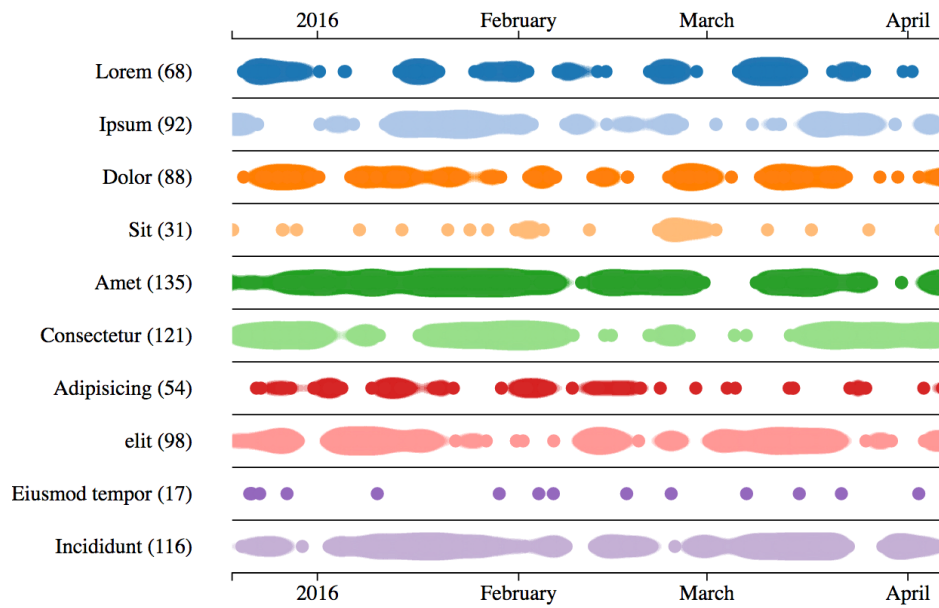 2016 February March April
Lorem (68)
Ipsum (92)
Dolor (88)
Sit (31)
Amet (135)
Consectetur (121)
Adipisicing (54)
elit (98)
Eiusmod tempor (17)
Incididunt (116)
2016 February March April